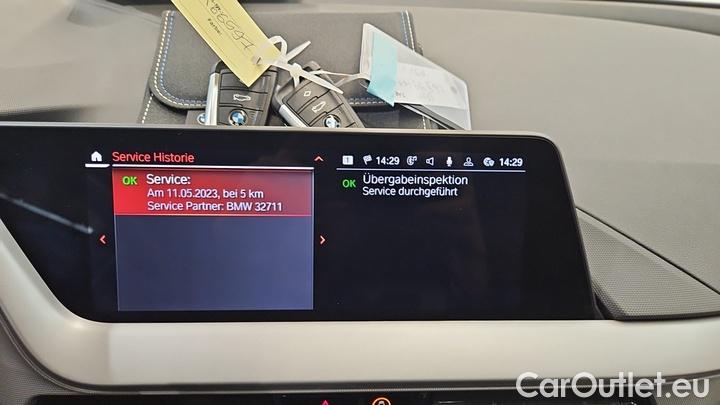 Service Historie
1 14:29 14:29
OK Service:
Am 11.05.2023, bei 5 km
Service Partner: BMW 32711
OK Übergabeinspektion
Service durchgeführt
CarOutlet.eu